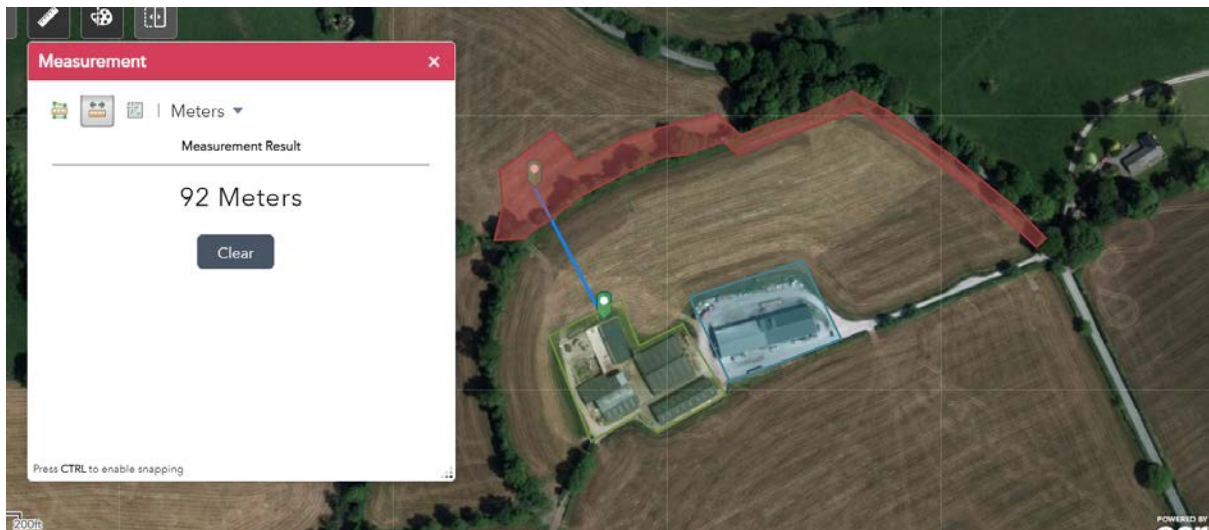 Measurement
Meters
Measurement Result
92 Meters
Clear
Press CTRL to enable snapping
200ft
POWERED BY